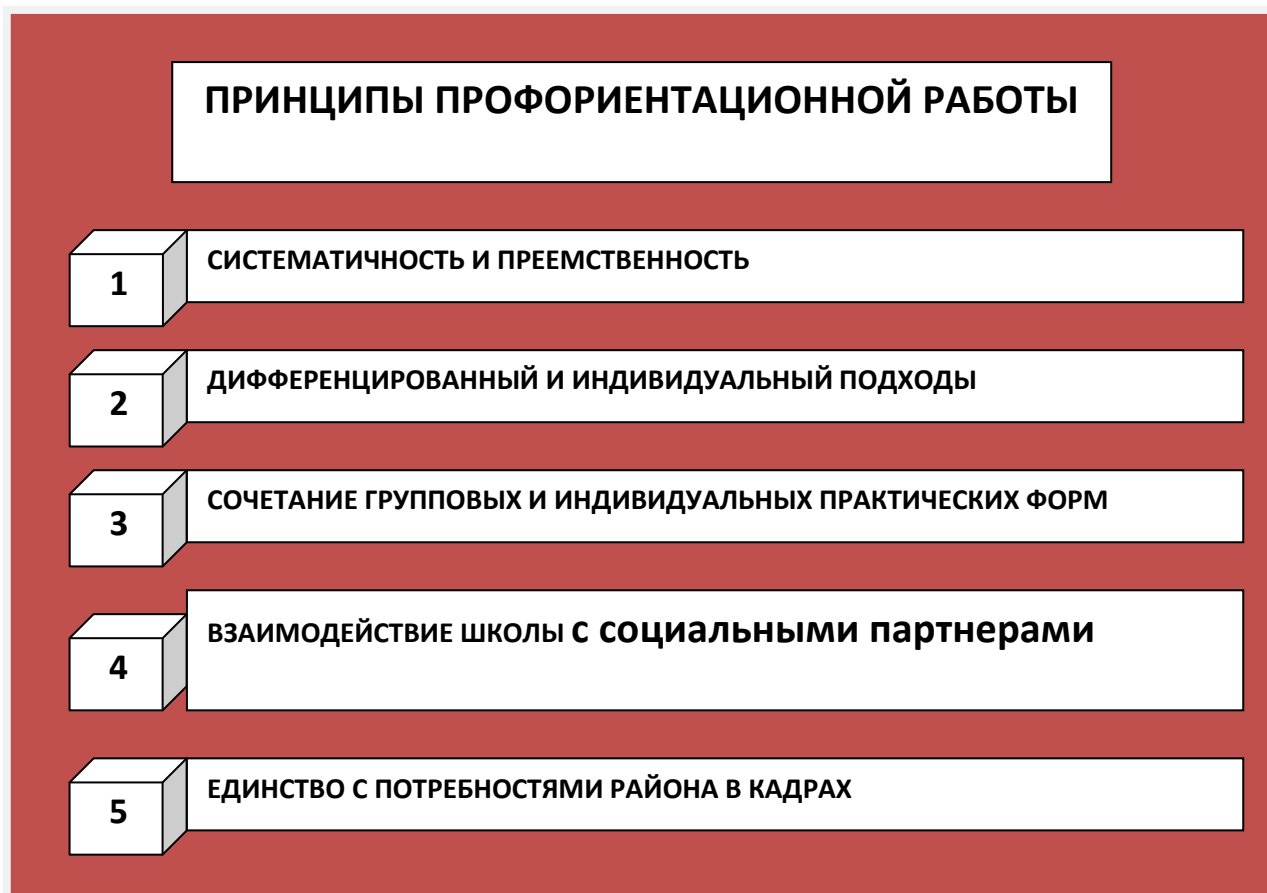 ПРИНЦИПЫ ПРОФОРИЕНТАЦИОННОЙ РАБОТЫ
1 СИСТЕМАТИЧНОСТЬ И ПРЕЕМСТВЕННОСТЬ
2 ДИФФЕРЕНЦИРОВАННЫЙ И ИНДИВИДУАЛЬНЫЙ ПОДХОДЫ
3 СОЧЕТАНИЕ ГРУППОВЫХ И ИНДИВИДУАЛЬНЫХ ПРАКТИЧЕСКИХ ФОРМ
4 ВЗАИМОДЕЙСТВИЕ ШКОЛЫ с социальными партнерами
5 ЕДИНСТВО С ПОТРЕБНОСТЯМИ РАЙОНА В КАДРАХ